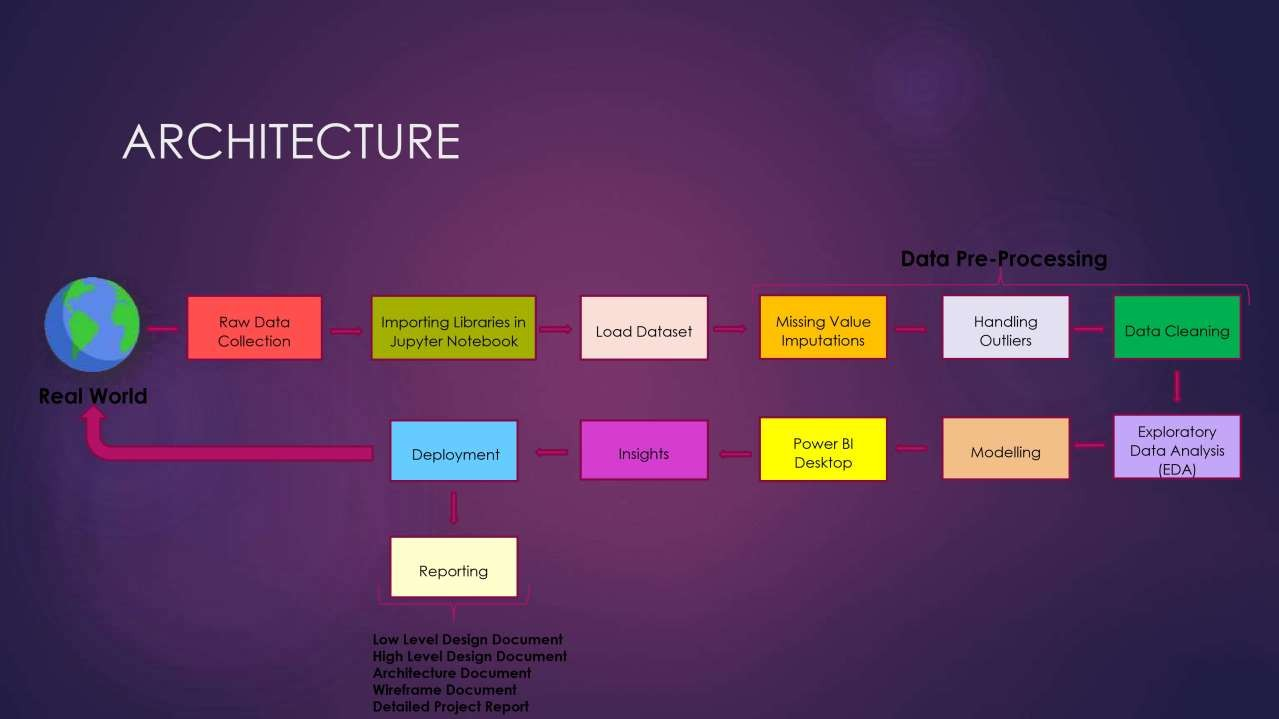 ARCHITECTURE
Data Pre-Processing
Real World
Raw Data
Collection
Importing Libraries in
Jupyter Notebook
Load Dataset
Missing Value
Imputations
Handling
Outliers
Data Cleaning
Exploratory
Data Analysis
(EDA)
Modelling
Power BI
Desktop
Insights
Deployment
Reporting
Low Level Design Document
High Level Design Document
Architecture Document
Wireframe Document
Detailed Project Report